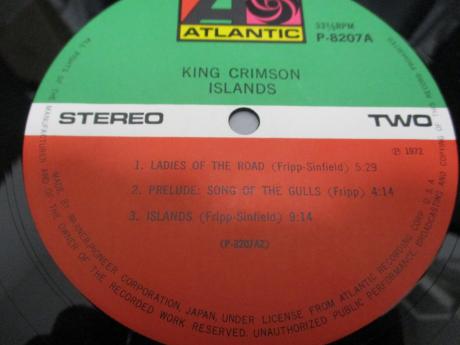 ATLANTIC
33⅓RPM
P-8207A
KING CRIMSON
ISLANDS
STEREO
TWO
Ⓟ 1972
1. LADIES OF THE ROAD (Fripp-Sinfield) 5:29
2. PRELUDE: SONG OF THE GULLS (Fripp) 4:14
3. ISLANDS (Fripp-Sinfield) 9:14
(P-8207A2)
MADE BY WARNER-PIONEER CORPORATION, JAPAN, UNDER LICENSE FROM ATLANTIC RECORDING CORP. U.S.A.
ALL RIGHTS OF THE MANUFACTURER AND OF THE OWNER OF THE RECORDED WORK RESERVED. UNAUTHORIZED PUBLIC PERFORMANCE, BROADCASTING AND COPYING OF THIS RECORD PROHIBITED